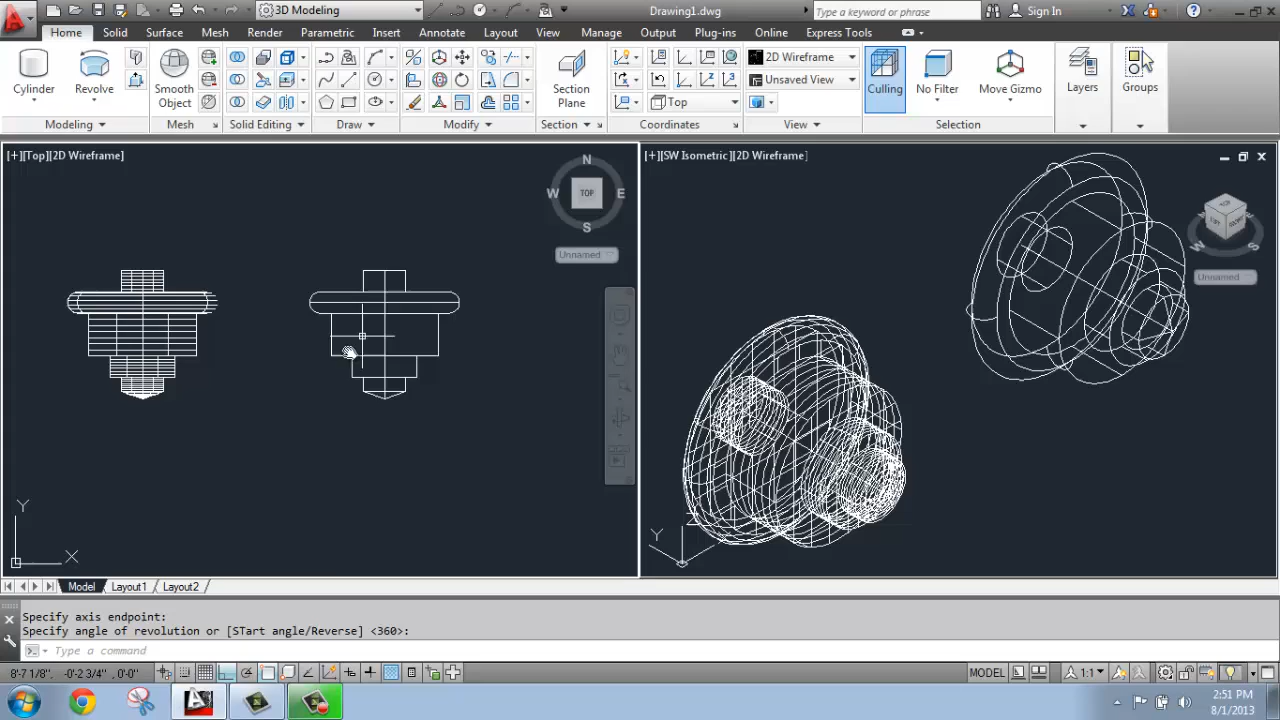 3D Modeling
Drawing1.dwg
Type a keyword or phrase
Sign In
Home Solid Surface Mesh Render Parametric Insert Annotate Layout View Manage Output Plug-ins Online Express Tools
Cylinder
Revolve
Smooth
Object
Section
Plane
2D Wireframe
Unsaved View
Top
Culling
No Filter
Move Gizmo
Layers
Groups
Modeling
Mesh
Solid Editing
Draw
Modify
Section
Coordinates
View
Selection
[+][Top][2D Wireframe]
N
W
TOP
E
S
Unnamed
Y
X
[+][SW Isometric][2D Wireframe]
W
S
Unnamed
Y
Model Layout1 Layout2
Specify axis endpoint:
Specify angle of revolution or [STart angle/Reverse] <360>:
Type a command
8'-7 1/8", -0'-2 3/4", 0'-0"
MODEL
1:1
2:51 PM
8/1/2013